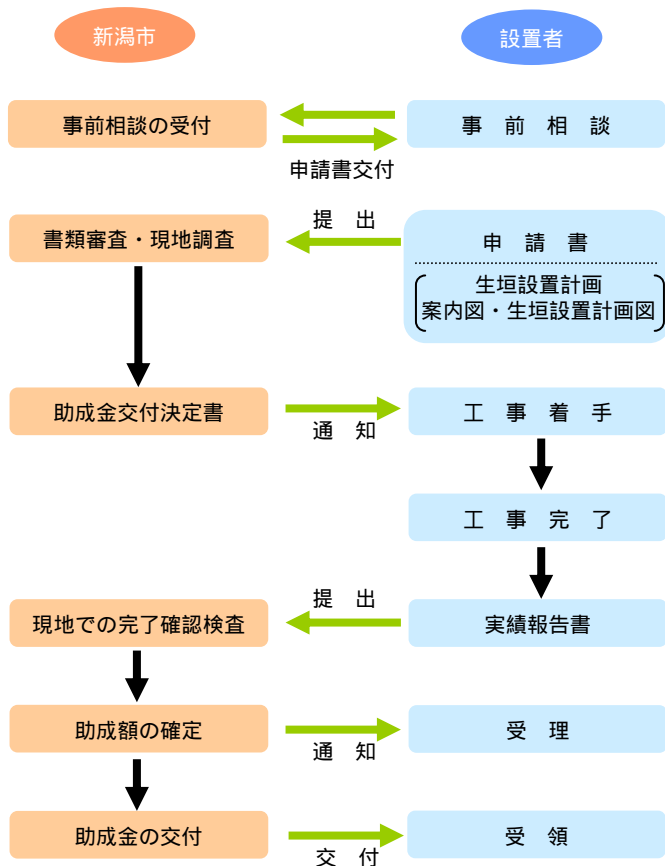 新潟市
設置者
事前相談の受付
事 前 相 談
申請書交付
書類審査・現地調査
提 出
申 請 書
生垣設置計画
案内図・生垣設置計画図
助成金交付決定書
通 知
工 事 着 手
工 事 完 了
現地での完了確認検査
提 出
実績報告書
助成額の確定
通 知
受 理
助成金の交付
交 付
受 領